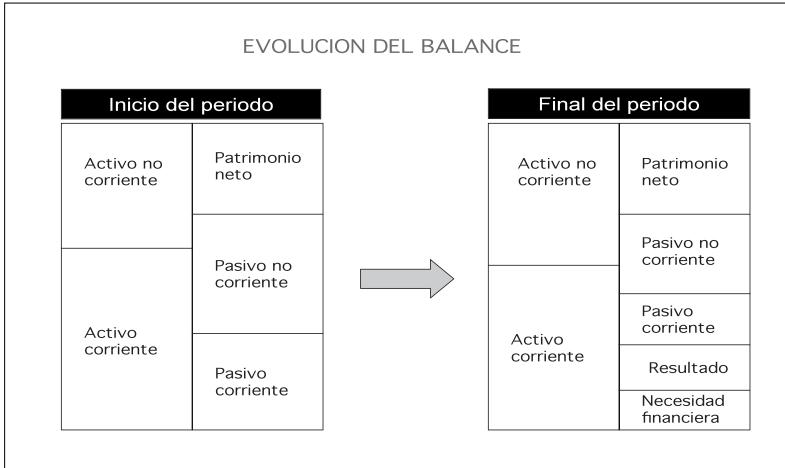 EVOLUCION DEL BALANCE
Inicio del periodo
Activo no
corriente
Activo
corriente
Patrimonio
neto
Pasivo no
corriente
Pasivo
corriente
Final del periodo
Activo no
corriente
Activo
corriente
Patrimonio
neto
Pasivo no
corriente
Pasivo
corriente
Resultado
Necesidad
financiera